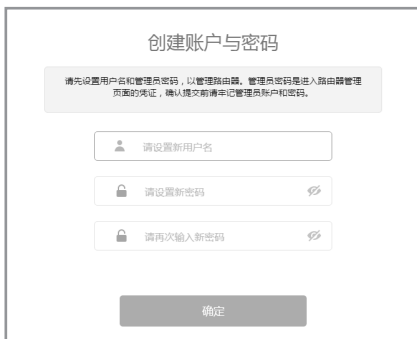 创建账户与密码
请先设置用户名和管理员密码，以管理路由器。管理员密码是进入路由器管理
页面的凭证，确认提交前请牢记管理员账户和密码。
请设置新用户名
请设置新密码
请再次输入新密码
确定